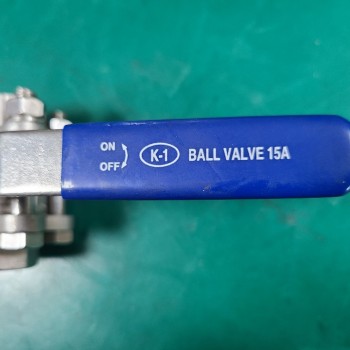 ON
OFF
K-1
BALL VALVE 15A